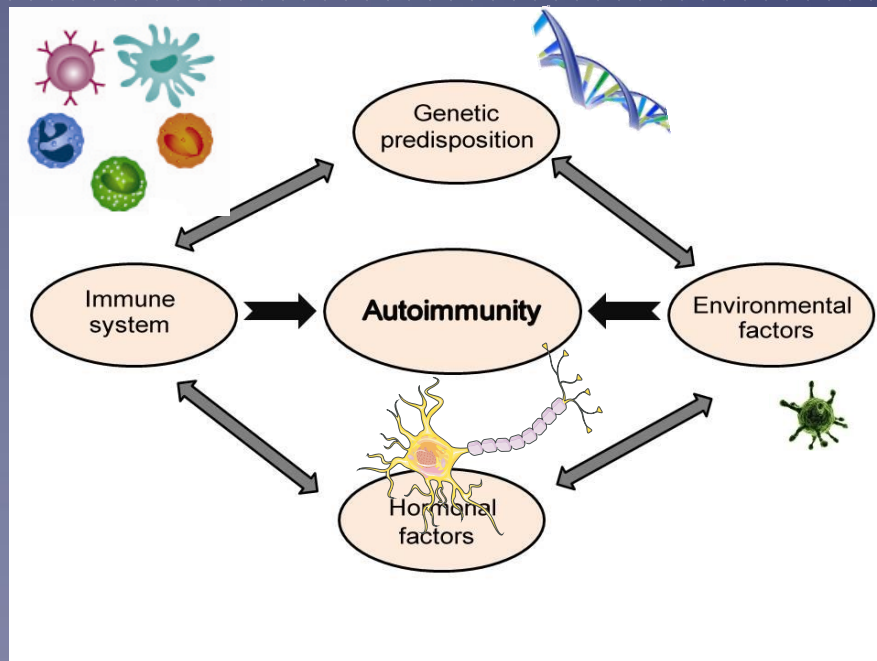 Genetic
predisposition
Immune
system
Autoimmunity
Environmental
factors
Hormonal
factors